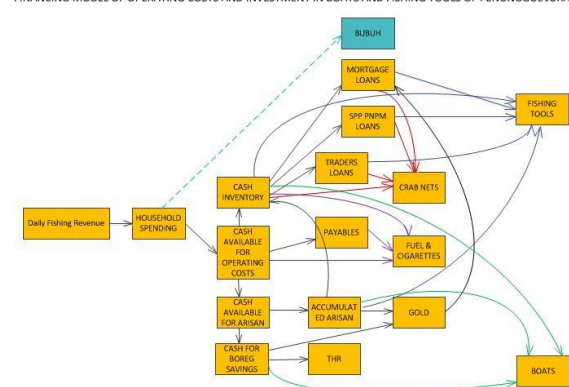 FINANCING MODEL OF OPERATING COSTS AND INVESTMENT IN BOATS AND FISHING TOOLS OF
BUBUH
MORTGAGE
LOANS
FISHING
TOOLS
SPP PNPM
LOANS
TRADERS
LOANS
CASH
INVENTORY
CRAB NETS
Daily Fishing Revenue
HOUSEHOLD
SPENDING
CASH
AVAILABLE
FOR
OPERATING
COSTS
PAYABLES
FUEL &
CIGARETTES
CASH
AVAILABLE
FOR ARISAN
ACCUMULAT
ED ARISAN
GOLD
CASH FOR
BOREG
SAVINGS
THR
BOATS